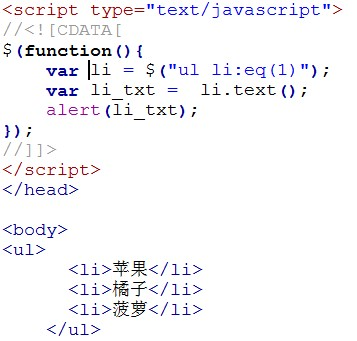 <script type="text/javascript">
//<![CDATA[
$(function(){
    var li = $("ul li:eq(1)");
    var li_txt =  li.text();
    alert(li_txt);
});
//]]>
</script>
</head>

<body>
<ul>
      <li>苹果</li>
      <li>橘子</li>
      <li>菠萝</li>
    </ul>